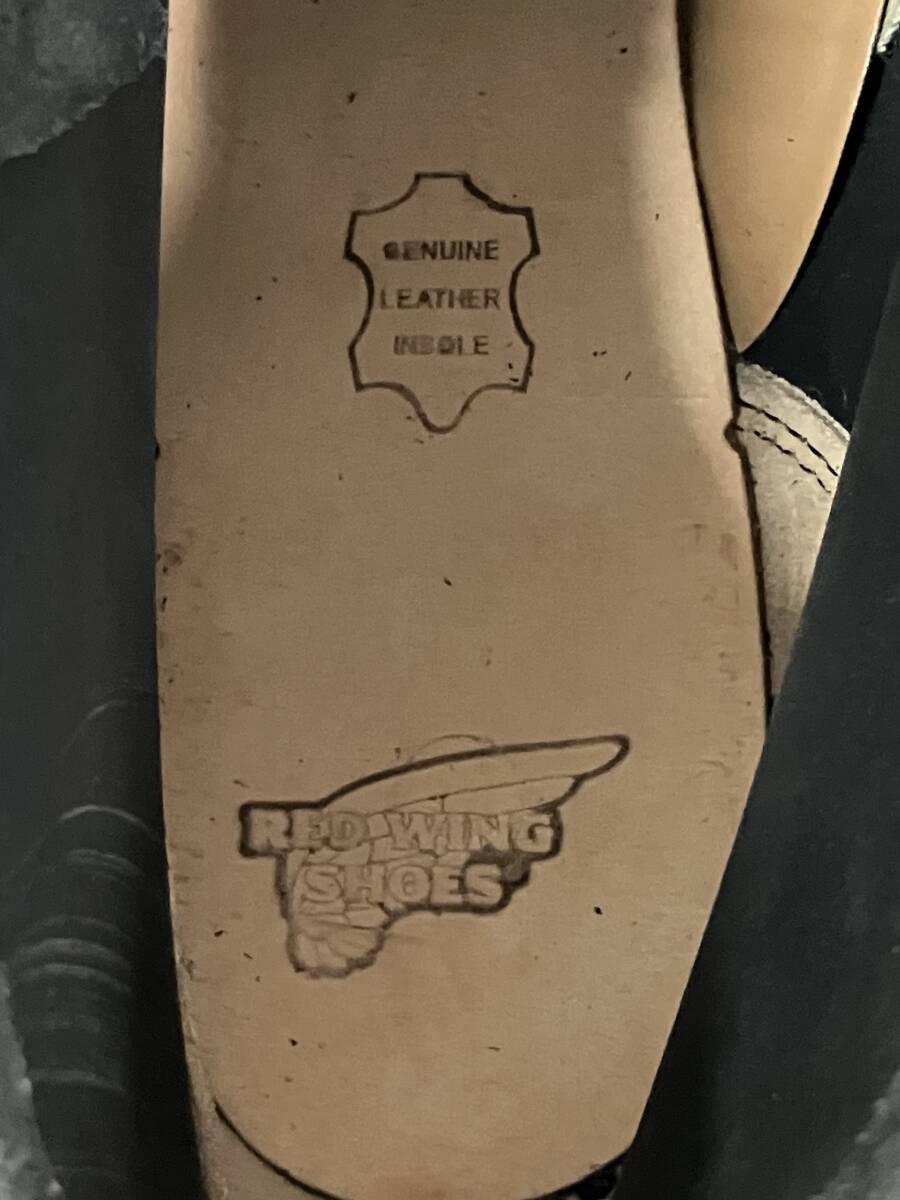 GENUINE
LEATHER
INSOLE
RED WING
SHOES